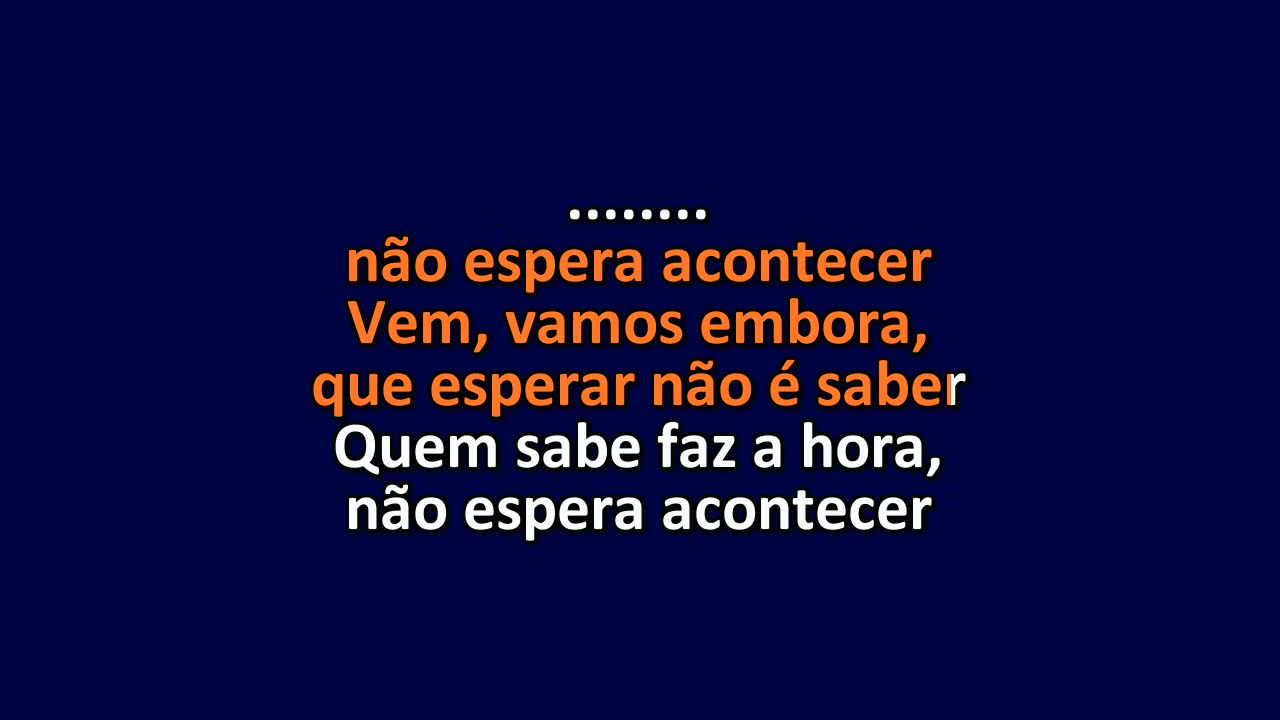 ........
não espera acontecer
Vem, vamos embora,
que esperar não é saber
Quem sabe faz a hora,
não espera acontecer